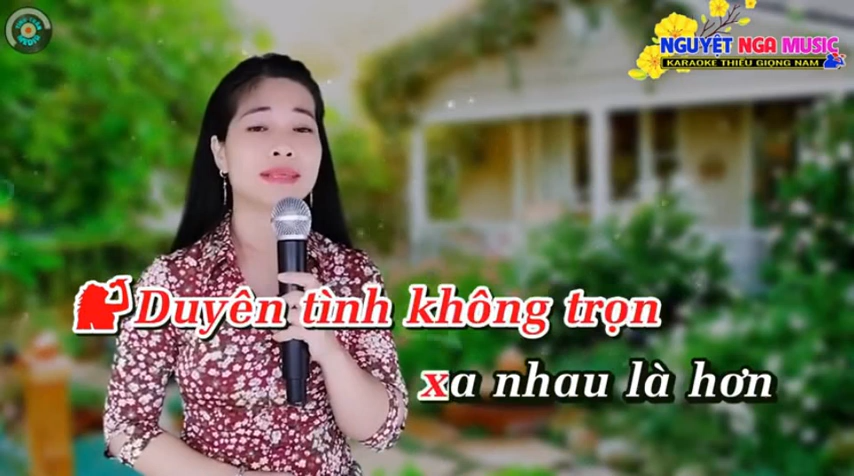 NGUYỆT NGA MUSIC
KARAOKE THIẾU GIỌNG NAM
Duyên tình không trọn
xa nhau là hơn